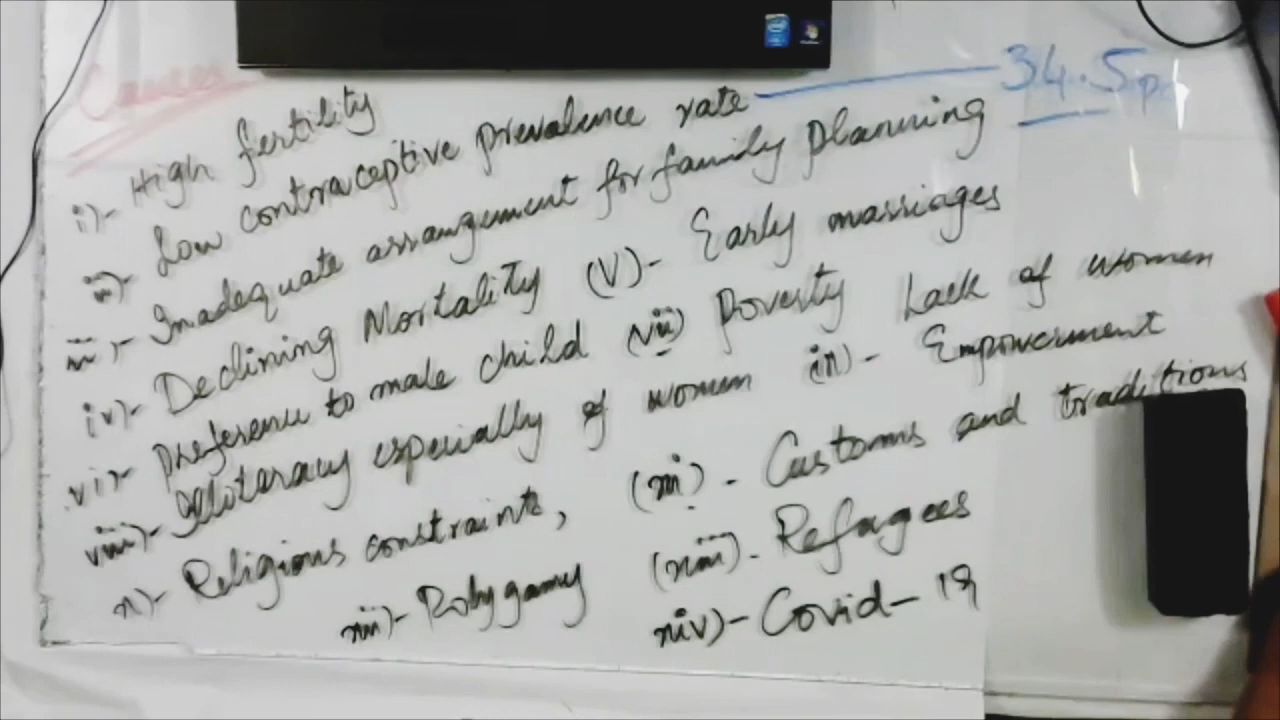 Causes
i)- High fertility
ii)- Low contraceptive prevalence rate — 34.5
iii)- Inadequate arrangement for family planning
iv)- Declining Mortality (V)- Early marriages
vi)- Preference to male child (vii) Poverty
viii)- Illiteracy especially of women ix)- Lack of women Empowerment
x)- Religious constraints, (xi)- Customs and traditions
xii)- Polygamy (xiii)- Refugees
xiv)- Covid-19